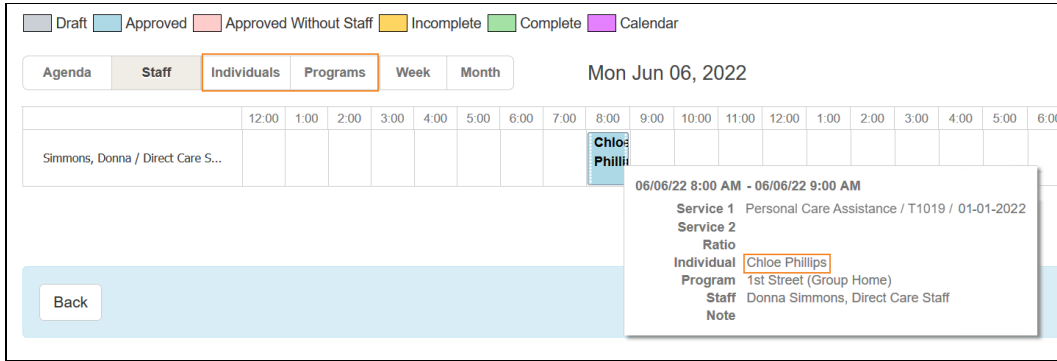 Draft Approved Approved Without Staff Incomplete Complete Calendar
Agenda Staff Individuals Programs Week Month Mon Jun 06, 2022
12:00 1:00 2:00 3:00 4:00 5:00 6:00 7:00 8:00 9:00 10:00 11:00 12:00 1:00 2:00 3:00 4:00 5:00 6:00
Simmons, Donna / Direct Care S...
Chloe
Philli
06/06/22 8:00 AM - 06/06/22 9:00 AM
Service 1 Personal Care Assistance / T1019 / 01-01-2022
Service 2
Ratio
Individual Chloe Phillips
Program 1st Street (Group Home)
Staff Donna Simmons, Direct Care Staff
Note
Back